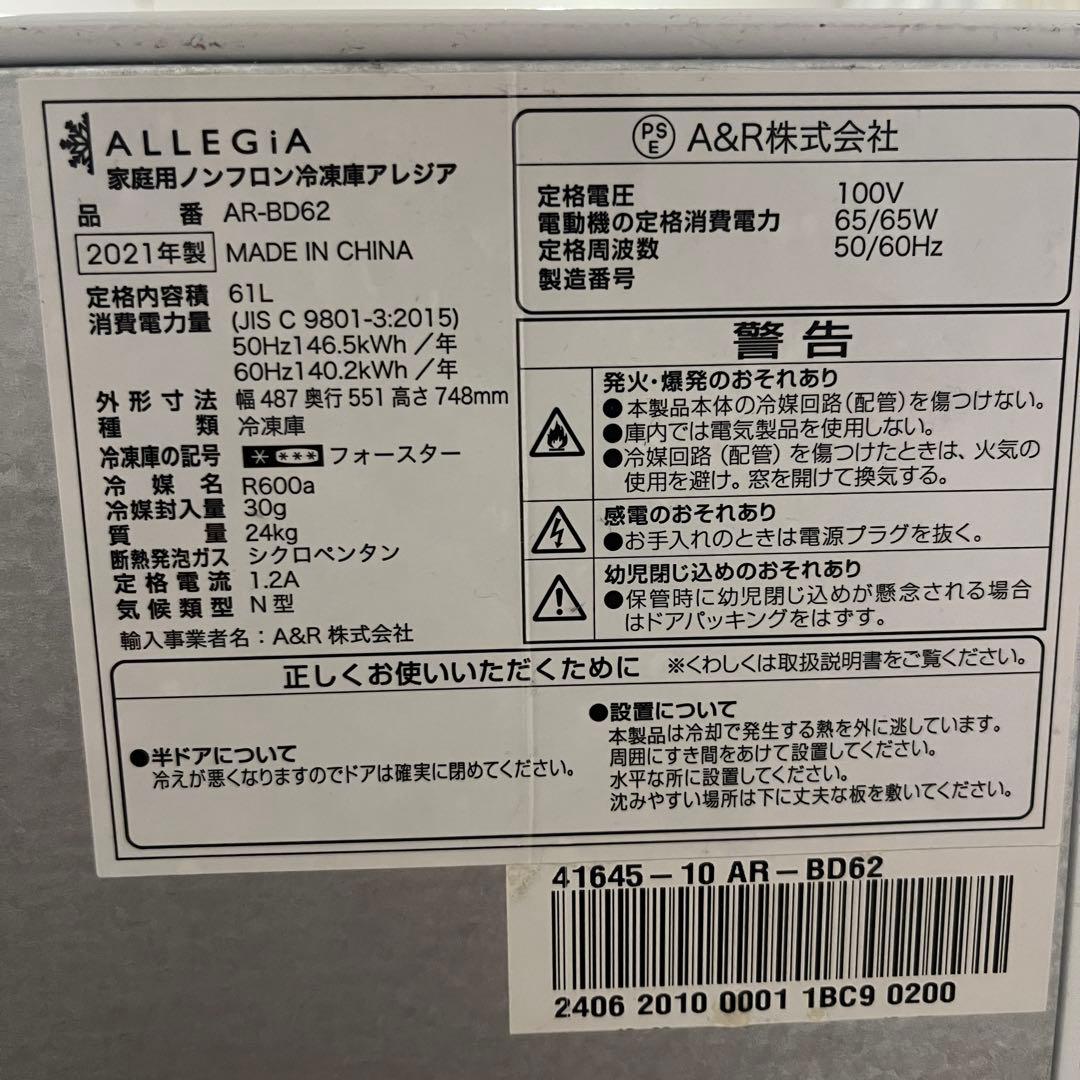 ALLEGiA
家庭用ノンフロン冷凍庫アレジア
品番 AR-BD62
2021年製 MADE IN CHINA
定格内容積 61L
消費電力量 (JIS C 9801-3:2015)
50Hz146.5kWh/年
60Hz140.2kWh/年
外形寸法 幅487奥行551高さ748mm
種類 冷凍庫
冷凍庫の記号 * *** フォースター
冷媒名 R600a
冷媒封入量 30g
質量 24kg
断熱発泡ガス シクロペンタン
定格電流 1.2A
気候類型 N型
輸入事業者名:A&R株式会社
PSE A&R株式会社
定格電圧 100V
電動機の定格消費電力 65/65W
定格周波数 50/60Hz
製造番号
警告
発火・爆発のおそれあり
●本製品本体の冷媒回路(配管)を傷つけない。
●庫内では電気製品を使用しない。
●冷媒回路(配管)を傷つけたときは、火気の
使用を避け。窓を開けて換気する。
感電のおそれあり
●お手入れのときは電源プラグを抜く。
幼児閉じ込めのおそれあり
●保管時に幼児閉じ込めが懸念される場合
はドアパッキングをはずす。
正しくお使いいただくために ※くわしくは取扱説明書をご覧ください。
●半ドアについて
冷えが悪くなりますのでドアは確実に閉めてください。
●設置について
本製品は冷却で発生する熱を外に逃しています。
周囲にすき間をあけて設置してください。
水平な所に設置してください。
沈みやすい場所は下に丈夫な板を敷いてください。
41645-10 AR-BD62
2406 2010 0001 1BC9 0200